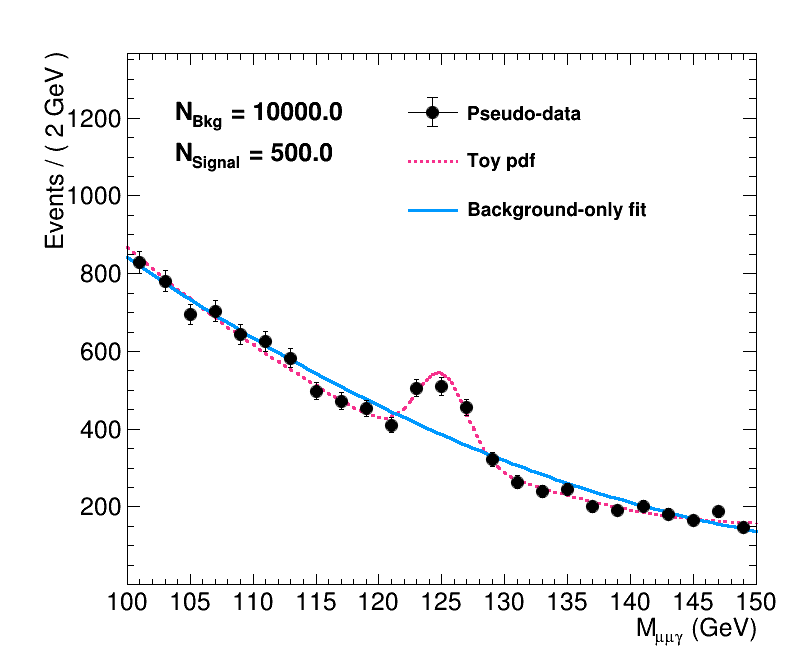 Events / ( 2 GeV )
N_Bkg = 10000.0
N_Signal = 500.0
Pseudo-data
Toy pdf
Background-only fit
1200
1000
800
600
400
200
100 105 110 115 120 125 130 135 140 145 150
M_μμγ (GeV)